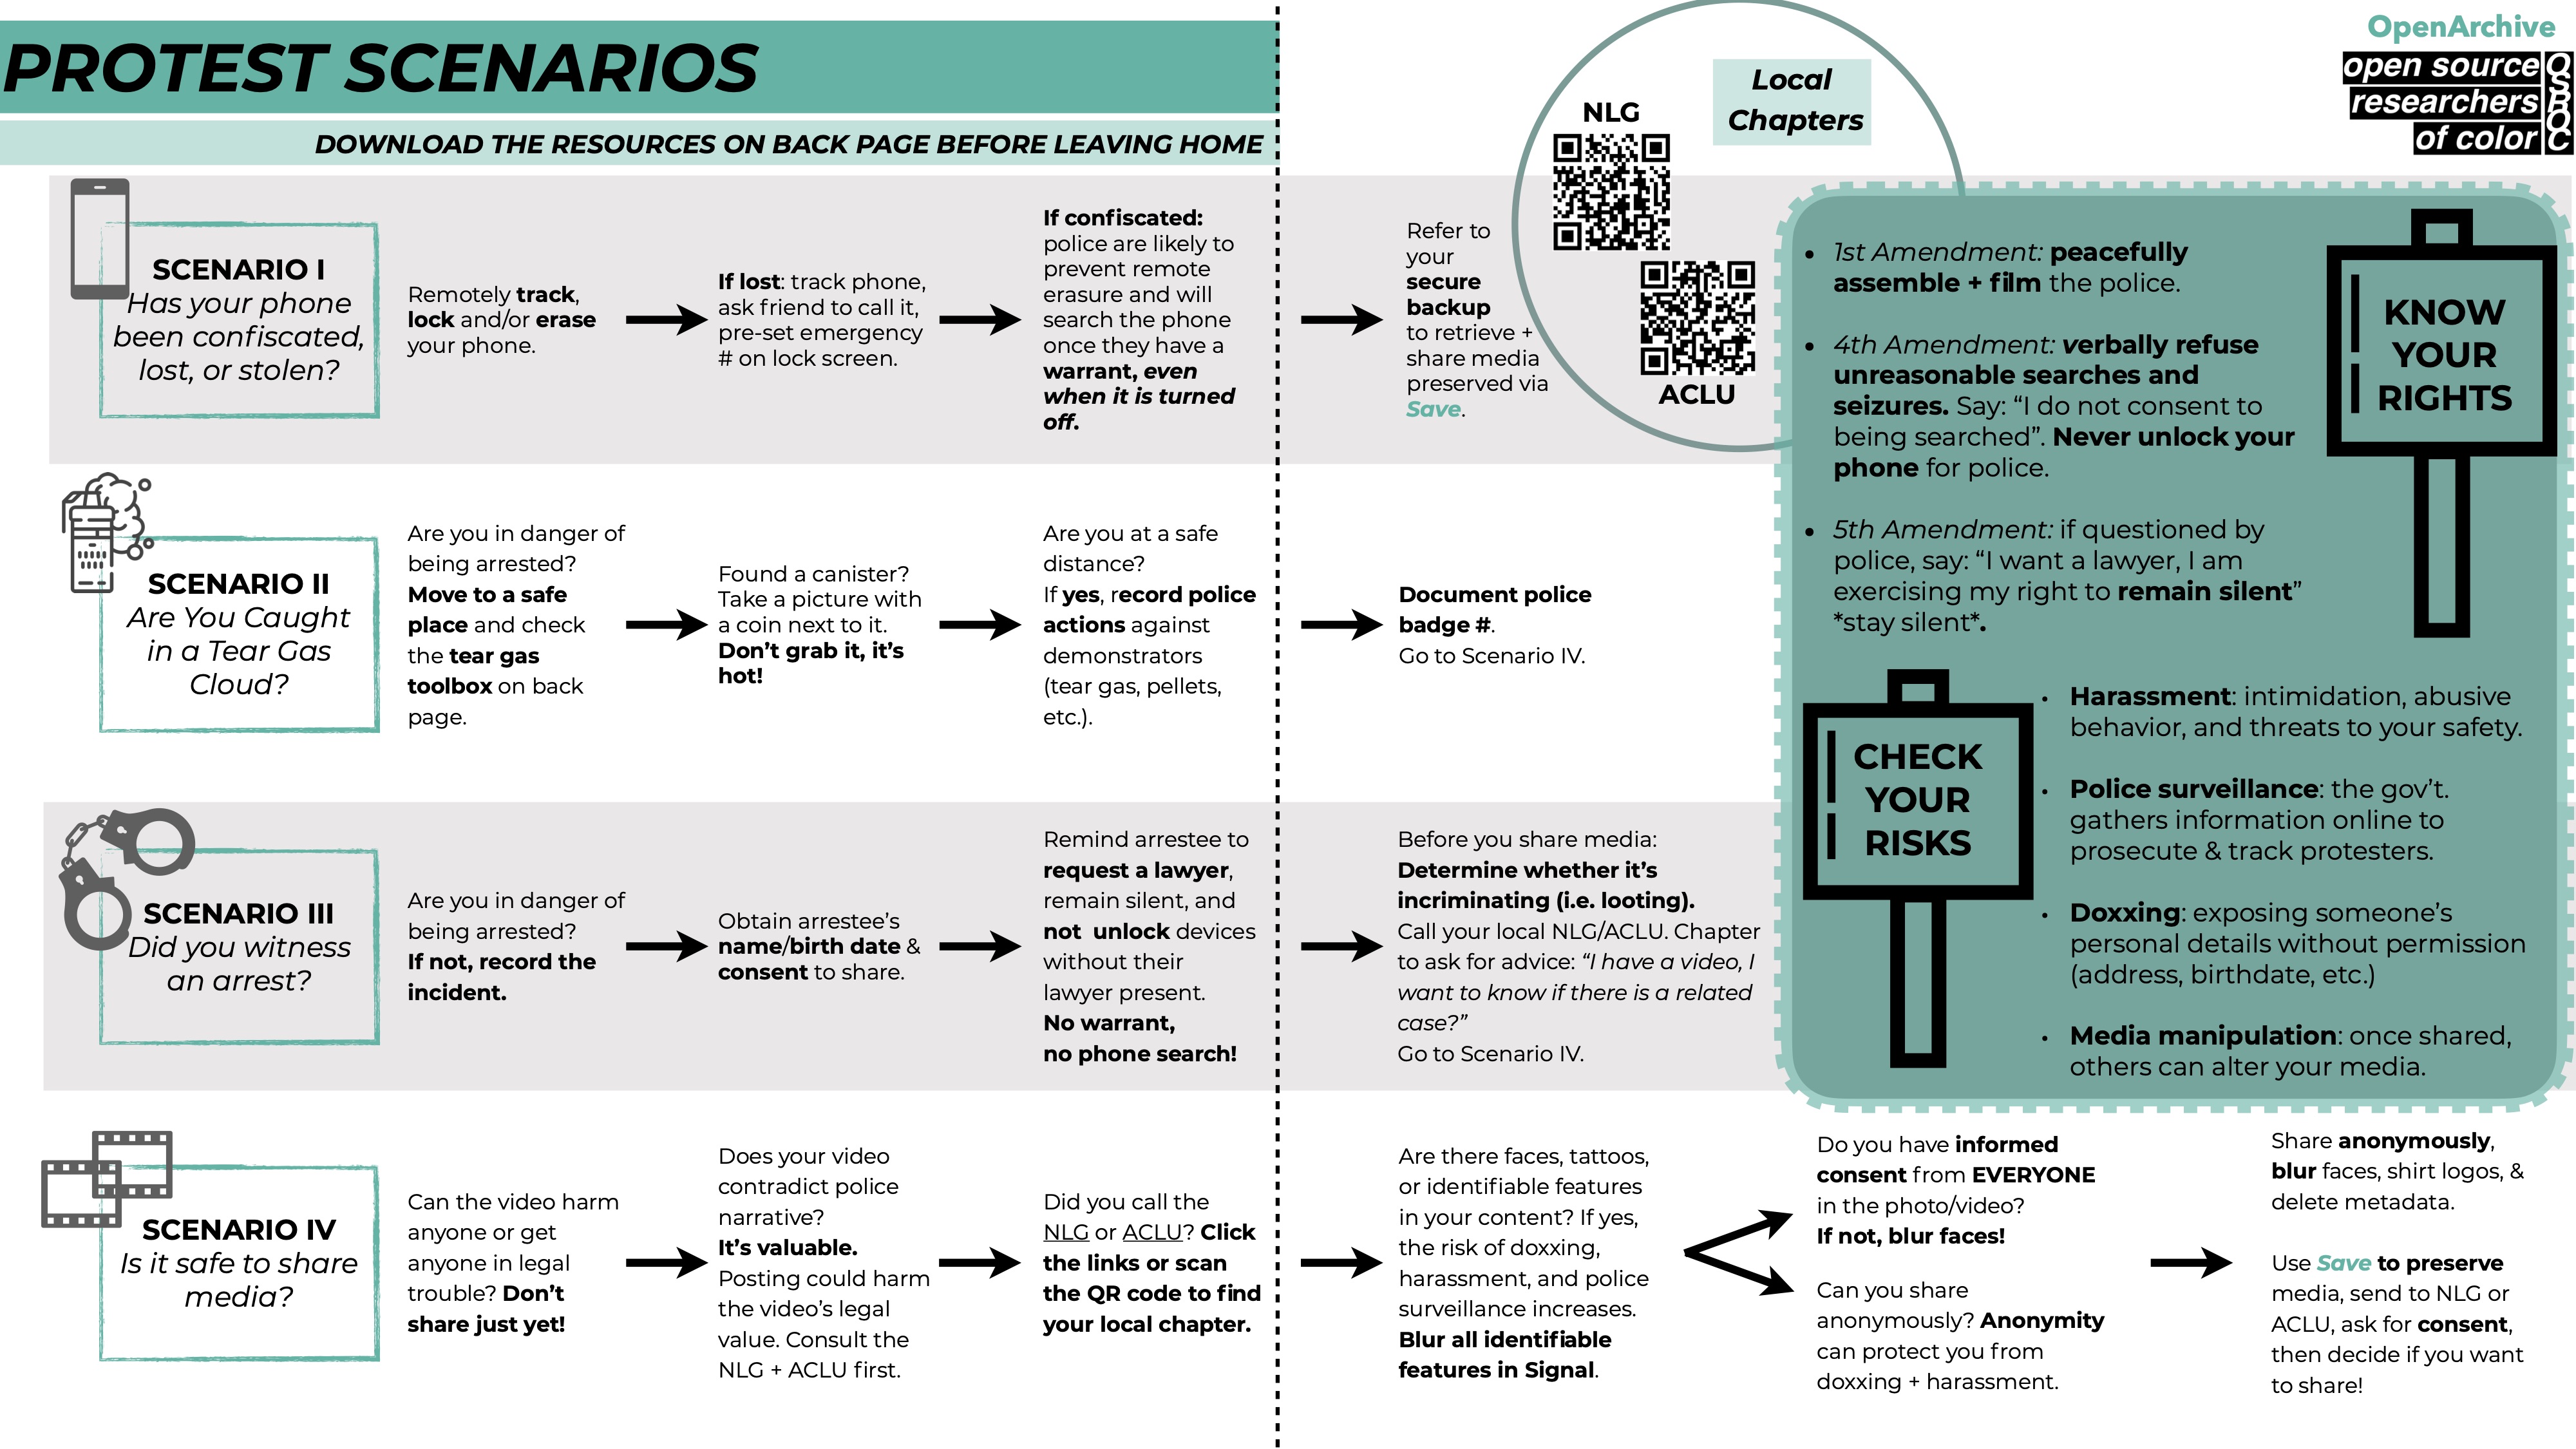 PROTEST SCENARIOS
DOWNLOAD THE RESOURCES ON BACK PAGE BEFORE LEAVING HOME
Local
Chapters
NLG
ACLU
OpenArchive
open source
researchers
of color
OSROC
SCENARIO I
Has your phone
been confiscated,
lost, or stolen?
Remotely track,
lock and/or erase
your phone.
If lost: track phone,
ask friend to call it,
pre-set emergency
# on lock screen.
If confiscated:
police are likely to
prevent remote
erasure and will
search the phone
once they have a
warrant, even
when it is turned
off.
Refer to
your
secure
backup
to retrieve +
share media
preserved via
Save.
SCENARIO II
Are You Caught
in a Tear Gas
Cloud?
Are you in danger of
being arrested?
Move to a safe
place and check
the tear gas
toolbox on back
page.
Found a canister?
Take a picture with
a coin next to it.
Don’t grab it, it’s
hot!
Are you at a safe
distance?
If yes, record police
actions against
demonstrators
(tear gas, pellets,
etc.).
Document police
badge #.
Go to Scenario IV.
SCENARIO III
Did you witness
an arrest?
Are you in danger of
being arrested?
If not, record the
incident.
Obtain arrestee’s
name/birth date &
consent to share.
Remind arrestee to
request a lawyer,
remain silent, and
not unlock devices
without their
lawyer present.
No warrant,
no phone search!
Before you share media:
Determine whether it’s
incriminating (i.e. looting).
Call your local NLG/ACLU. Chapter
to ask for advice: “I have a video, I
want to know if there is a related
case?”
Go to Scenario IV.
SCENARIO IV
Is it safe to share
media?
Can the video harm
anyone or get
anyone in legal
trouble? Don’t
share just yet!
Does your video
contradict police
narrative?
It’s valuable.
Posting could harm
the video’s legal
value. Consult the
NLG + ACLU first.
Did you call the
NLG or ACLU? Click
the links or scan
the QR code to find
your local chapter.
Are there faces, tattoos,
or identifiable features
in your content? If yes,
the risk of doxxing,
harassment, and police
surveillance increases.
Blur all identifiable
features in Signal.
Do you have informed
consent from EVERYONE
in the photo/video?
If not, blur faces!
Can you share
anonymously? Anonymity
can protect you from
doxxing + harassment.
Share anonymously,
blur faces, shirt logos, &
delete metadata.
Use Save to preserve
media, send to NLG or
ACLU, ask for consent,
then decide if you want
to share!
KNOW
YOUR
RIGHTS
• 1st Amendment: peacefully
assemble + film the police.
• 4th Amendment: verbally refuse
unreasonable searches and
seizures. Say: “I do not consent to
being searched”. Never unlock your
phone for police.
• 5th Amendment: if questioned by
police, say: “I want a lawyer, I am
exercising my right to remain silent”
*stay silent*.
CHECK
YOUR
RISKS
• Harassment: intimidation, abusive
behavior, and threats to your safety.
• Police surveillance: the gov’t.
gathers information online to
prosecute & track protesters.
• Doxxing: exposing someone’s
personal details without permission
(address, birthdate, etc.)
• Media manipulation: once shared,
others can alter your media.